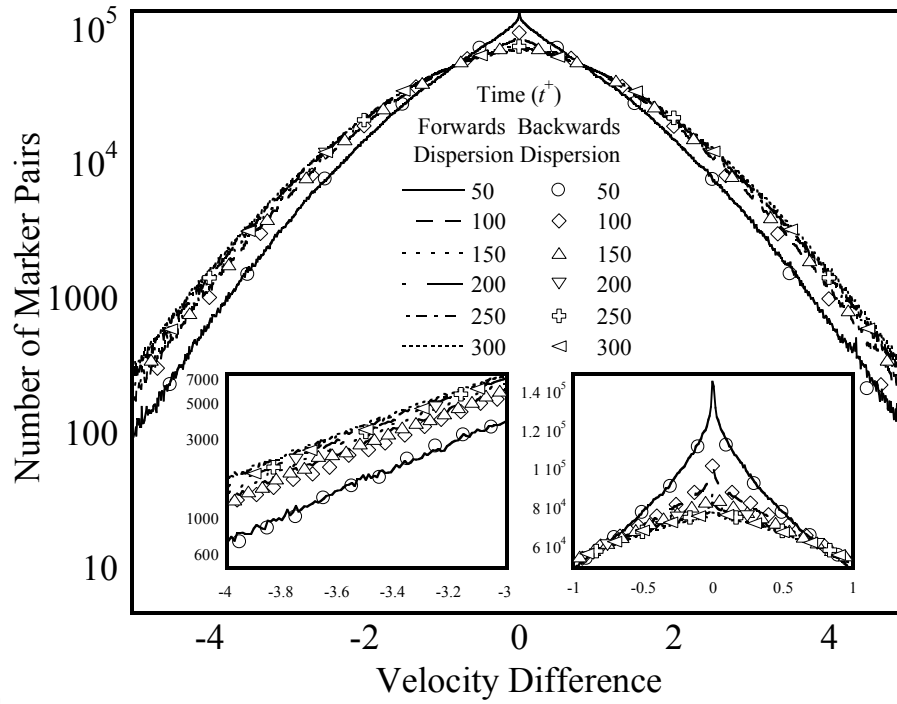 10^5
10^4
1000
100
10
Number of Marker Pairs
Time (t^+)
Forwards Backwards
Dispersion Dispersion
50 50
100 100
150 150
200 200
250 250
300 300
7000
5000
3000
1000
600
-4 -3.8 -3.6 -3.4 -3.2 -3
1.4 10^5
1.2 10^5
1 10^5
8 10^4
6 10^4
-1 -0.5 0 0.5 1
-4 -2 0 2 4
Velocity Difference